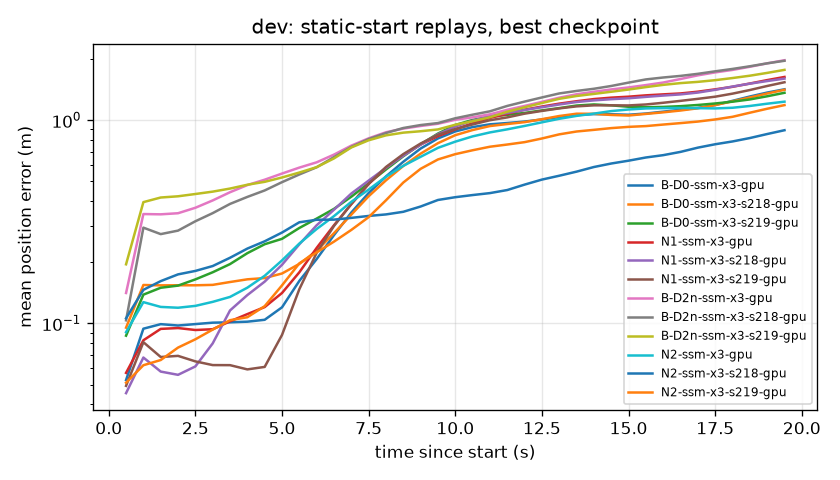 dev: static-start replays, best checkpoint
mean position error (m)
10⁰
10⁻¹
0.0 2.5 5.0 7.5 10.0 12.5 15.0 17.5 20.0
time since start (s)
B-D0-ssm-x3-gpu
B-D0-ssm-x3-s218-gpu
B-D0-ssm-x3-s219-gpu
N1-ssm-x3-gpu
N1-ssm-x3-s218-gpu
N1-ssm-x3-s219-gpu
B-D2n-ssm-x3-gpu
B-D2n-ssm-x3-s218-gpu
B-D2n-ssm-x3-s219-gpu
N2-ssm-x3-gpu
N2-ssm-x3-s218-gpu
N2-ssm-x3-s219-gpu